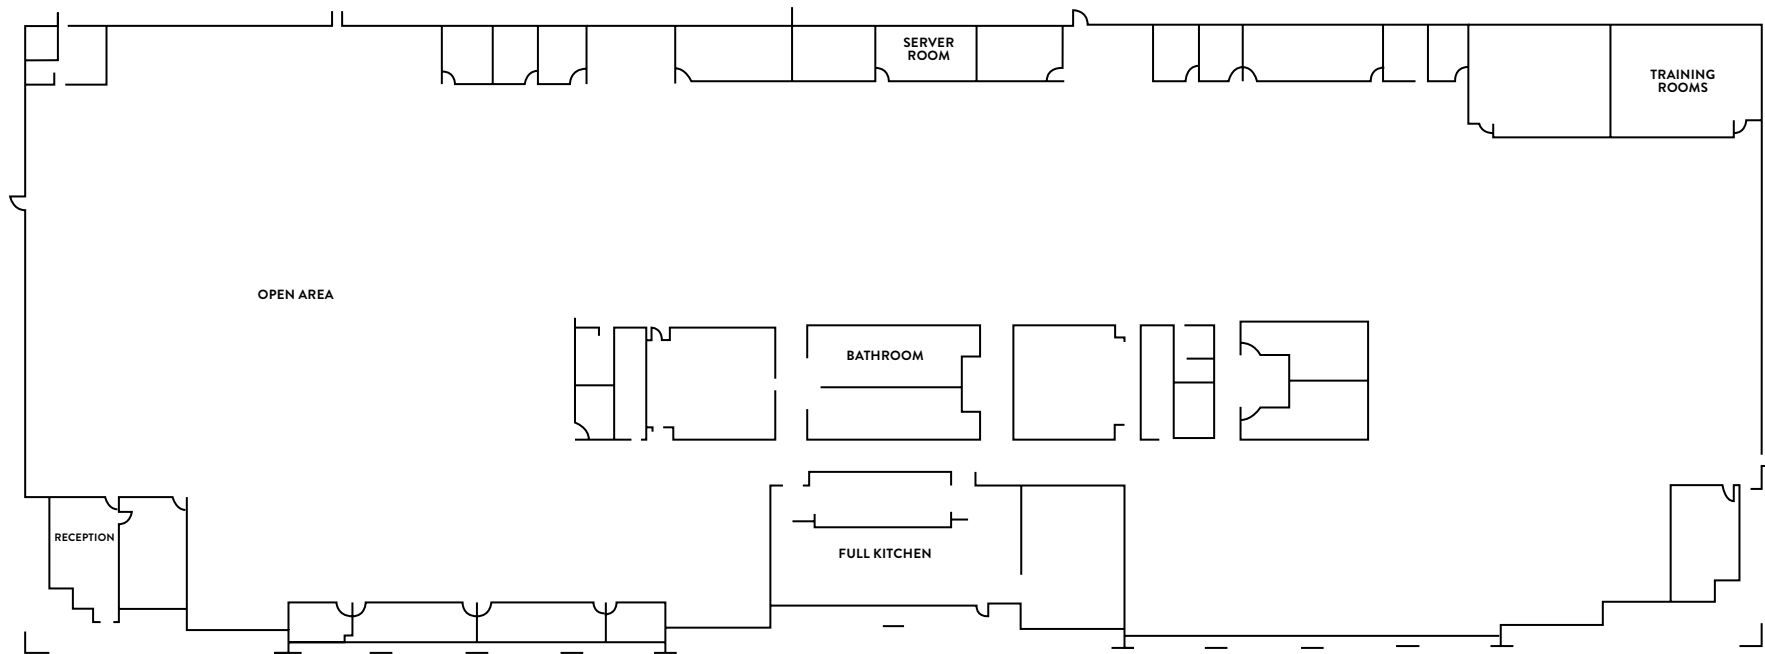 SERVER
ROOM
TRAINING
ROOMS
OPEN AREA
BATHROOM
RECEPTION
FULL KITCHEN